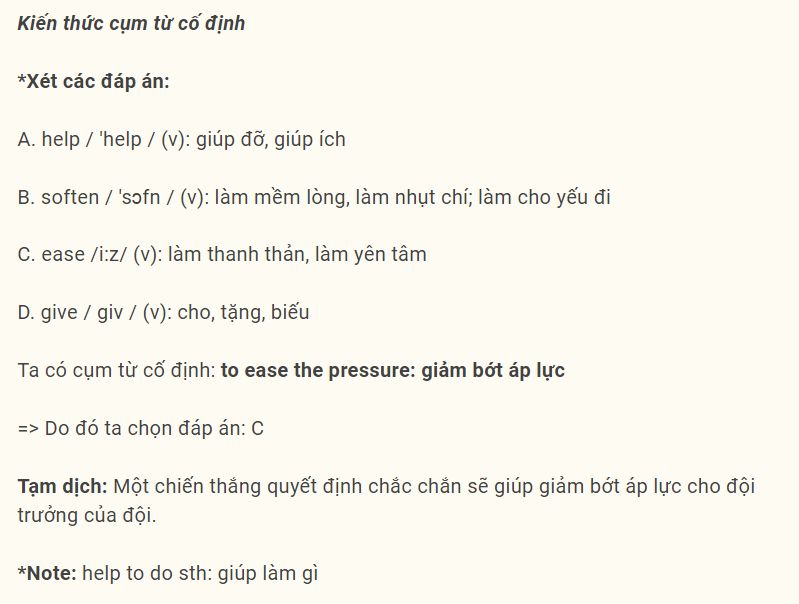 Kiến thức cụm từ cố định
*Xét các đáp án:
A. help / 'help / (v): giúp đỡ, giúp ích
B. soften / 'sɔfn / (v): làm mềm lòng, làm nhụt chí; làm cho yếu đi
C. ease /i:z/ (v): làm thanh thản, làm yên tâm
D. give / giv / (v): cho, tặng, biếu
Ta có cụm từ cố định: to ease the pressure: giảm bớt áp lực
=> Do đó ta chọn đáp án: C
Tạm dịch: Một chiến thắng quyết định chắc chắn sẽ giúp giảm bớt áp lực cho đội
trưởng của đội.
*Note: help to do sth: giúp làm gì